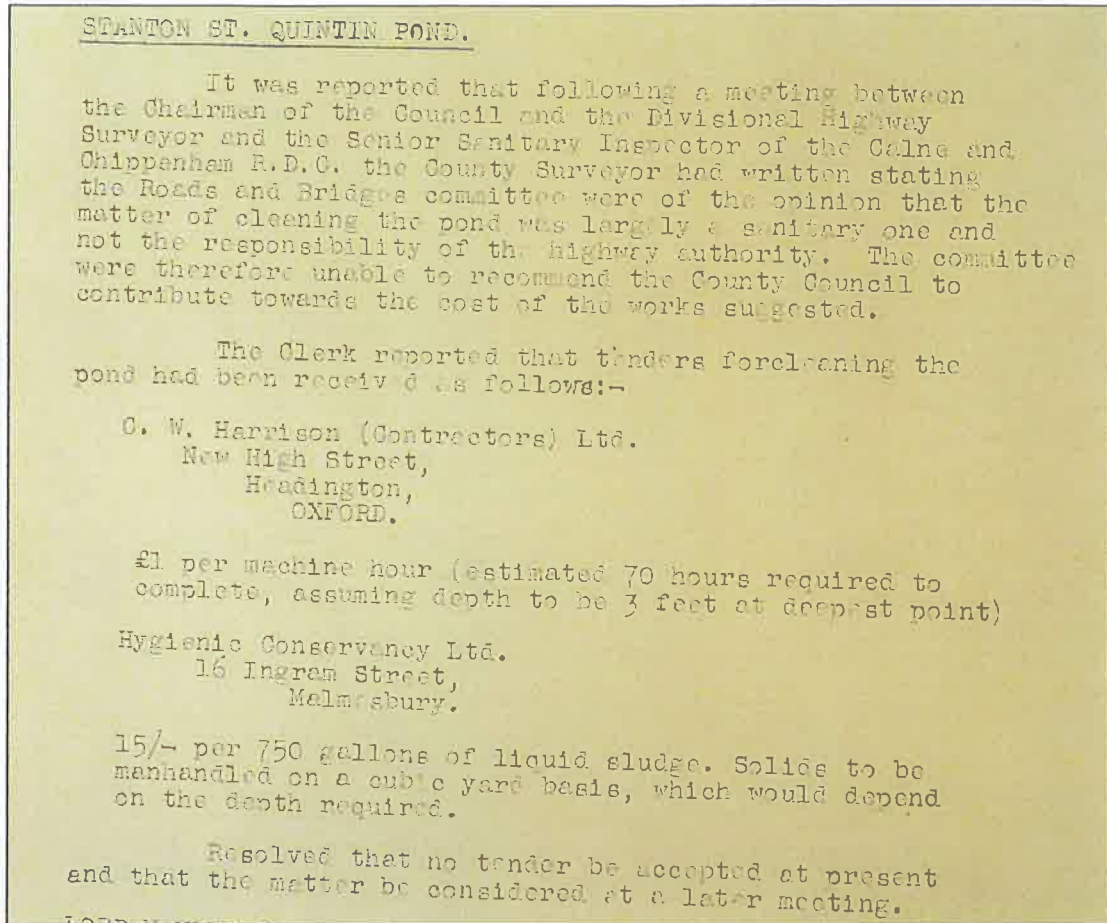 STANTON ST. QUINTIN POND.
It was reported that following a meeting between
the Chairman of the Council and the Divisional Highway
Surveyor and the Senior Sanitary Inspector of the Calne and
Chippenham R.D.C. the County Surveyor had written stating
the Roads and Bridges committee were of the opinion that the
matter of cleaning the pond was largely a sanitary one and
not the responsibility of the highway authority. The committee
were therefore unable to recommend the County Council to
contribute towards the cost of the works suggested.
The Clerk reported that tenders forcleaning the
pond had been received as follows:-
C. W. Harrison (Contractors) Ltd.
New High Street,
Headington,
OXFORD.
£1 per machine hour (estimated 70 hours required to
complete, assuming depth to be 3 feet at deepest point)
Hygienic Conservancy Ltd.
16 Ingram Street,
Malmesbury.
15/- per 750 gallons of liquid sludge. Solids to be
manhandled on a cubic yard basis, which would depend
on the depth required.
Resolved that no tender be accepted at present
and that the matter be considered at a later meeting.